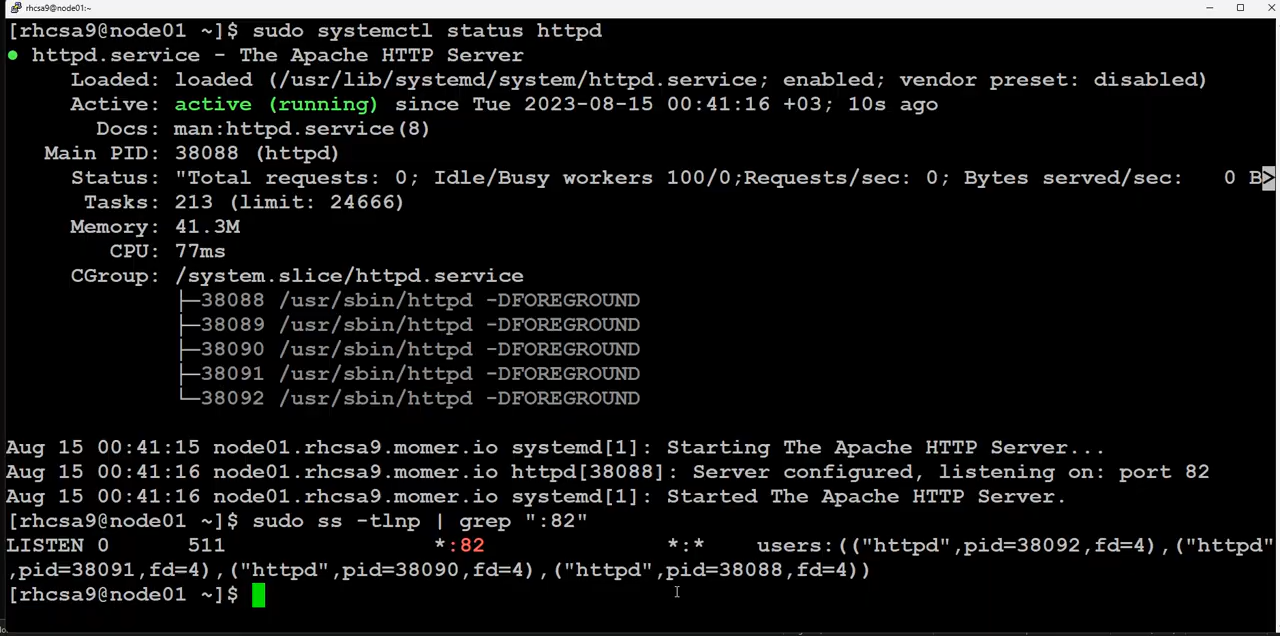 rhcsa9@node01:~
[rhcsa9@node01 ~]$ sudo systemctl status httpd
● httpd.service - The Apache HTTP Server
Loaded: loaded (/usr/lib/systemd/system/httpd.service; enabled; vendor preset: disabled)
Active: active (running) since Tue 2023-08-15 00:41:16 +03; 10s ago
Docs: man:httpd.service(8)
Main PID: 38088 (httpd)
Status: "Total requests: 0; Idle/Busy workers 100/0;Requests/sec: 0; Bytes served/sec:   0 B>
Tasks: 213 (limit: 24666)
Memory: 41.3M
CPU: 77ms
CGroup: /system.slice/httpd.service
├─38088 /usr/sbin/httpd -DFOREGROUND
├─38089 /usr/sbin/httpd -DFOREGROUND
├─38090 /usr/sbin/httpd -DFOREGROUND
├─38091 /usr/sbin/httpd -DFOREGROUND
└─38092 /usr/sbin/httpd -DFOREGROUND
Aug 15 00:41:15 node01.rhcsa9.momer.io systemd[1]: Starting The Apache HTTP Server...
Aug 15 00:41:16 node01.rhcsa9.momer.io httpd[38088]: Server configured, listening on: port 82
Aug 15 00:41:16 node01.rhcsa9.momer.io systemd[1]: Started The Apache HTTP Server.
[rhcsa9@node01 ~]$ sudo ss -tlnp | grep ":82"
LISTEN 0      511                *:82              *:*    users:(("httpd",pid=38092,fd=4),("httpd"
,pid=38091,fd=4),("httpd",pid=38090,fd=4),("httpd",pid=38088,fd=4))
[rhcsa9@node01 ~]$